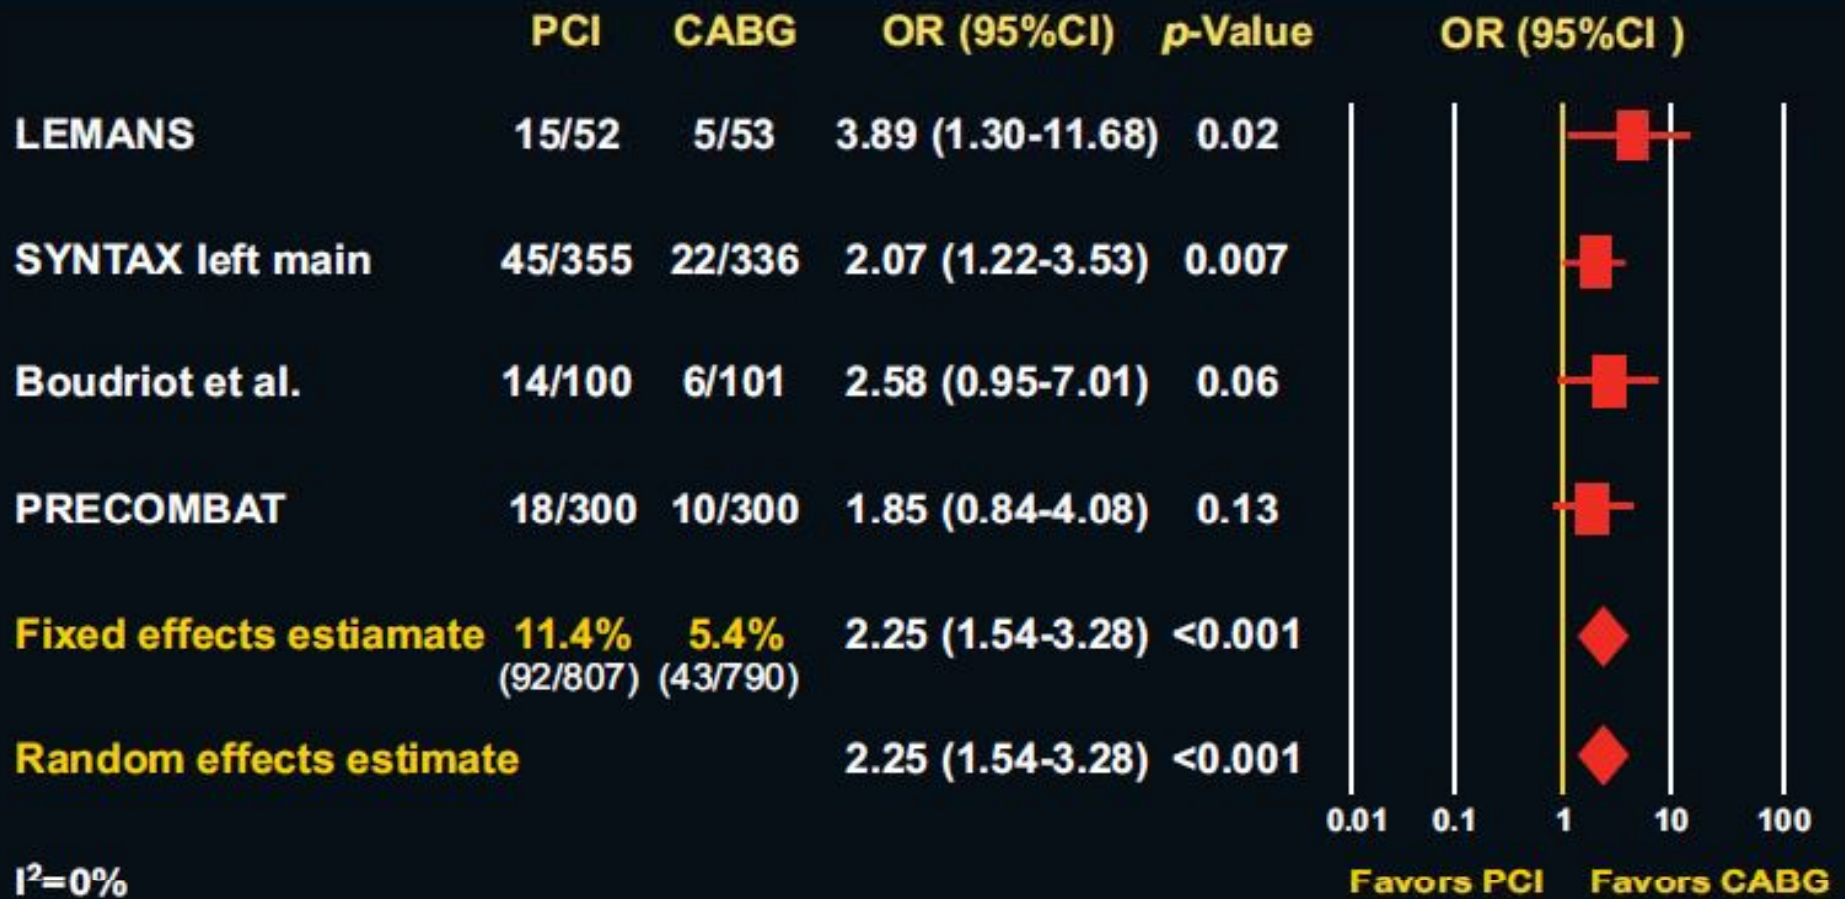 PCI CABG OR (95%CI) p-Value OR (95%CI )
LEMANS 15/52 5/53 3.89 (1.30-11.68) 0.02
SYNTAX left main 45/355 22/336 2.07 (1.22-3.53) 0.007
Boudriot et al. 14/100 6/101 2.58 (0.95-7.01) 0.06
PRECOMBAT 18/300 10/300 1.85 (0.84-4.08) 0.13
Fixed effects estiamate 11.4% 5.4% 2.25 (1.54-3.28) <0.001
(92/807) (43/790)
Random effects estimate 2.25 (1.54-3.28) <0.001
0.01 0.1 1 10 100
I²=0% Favors PCI Favors CABG